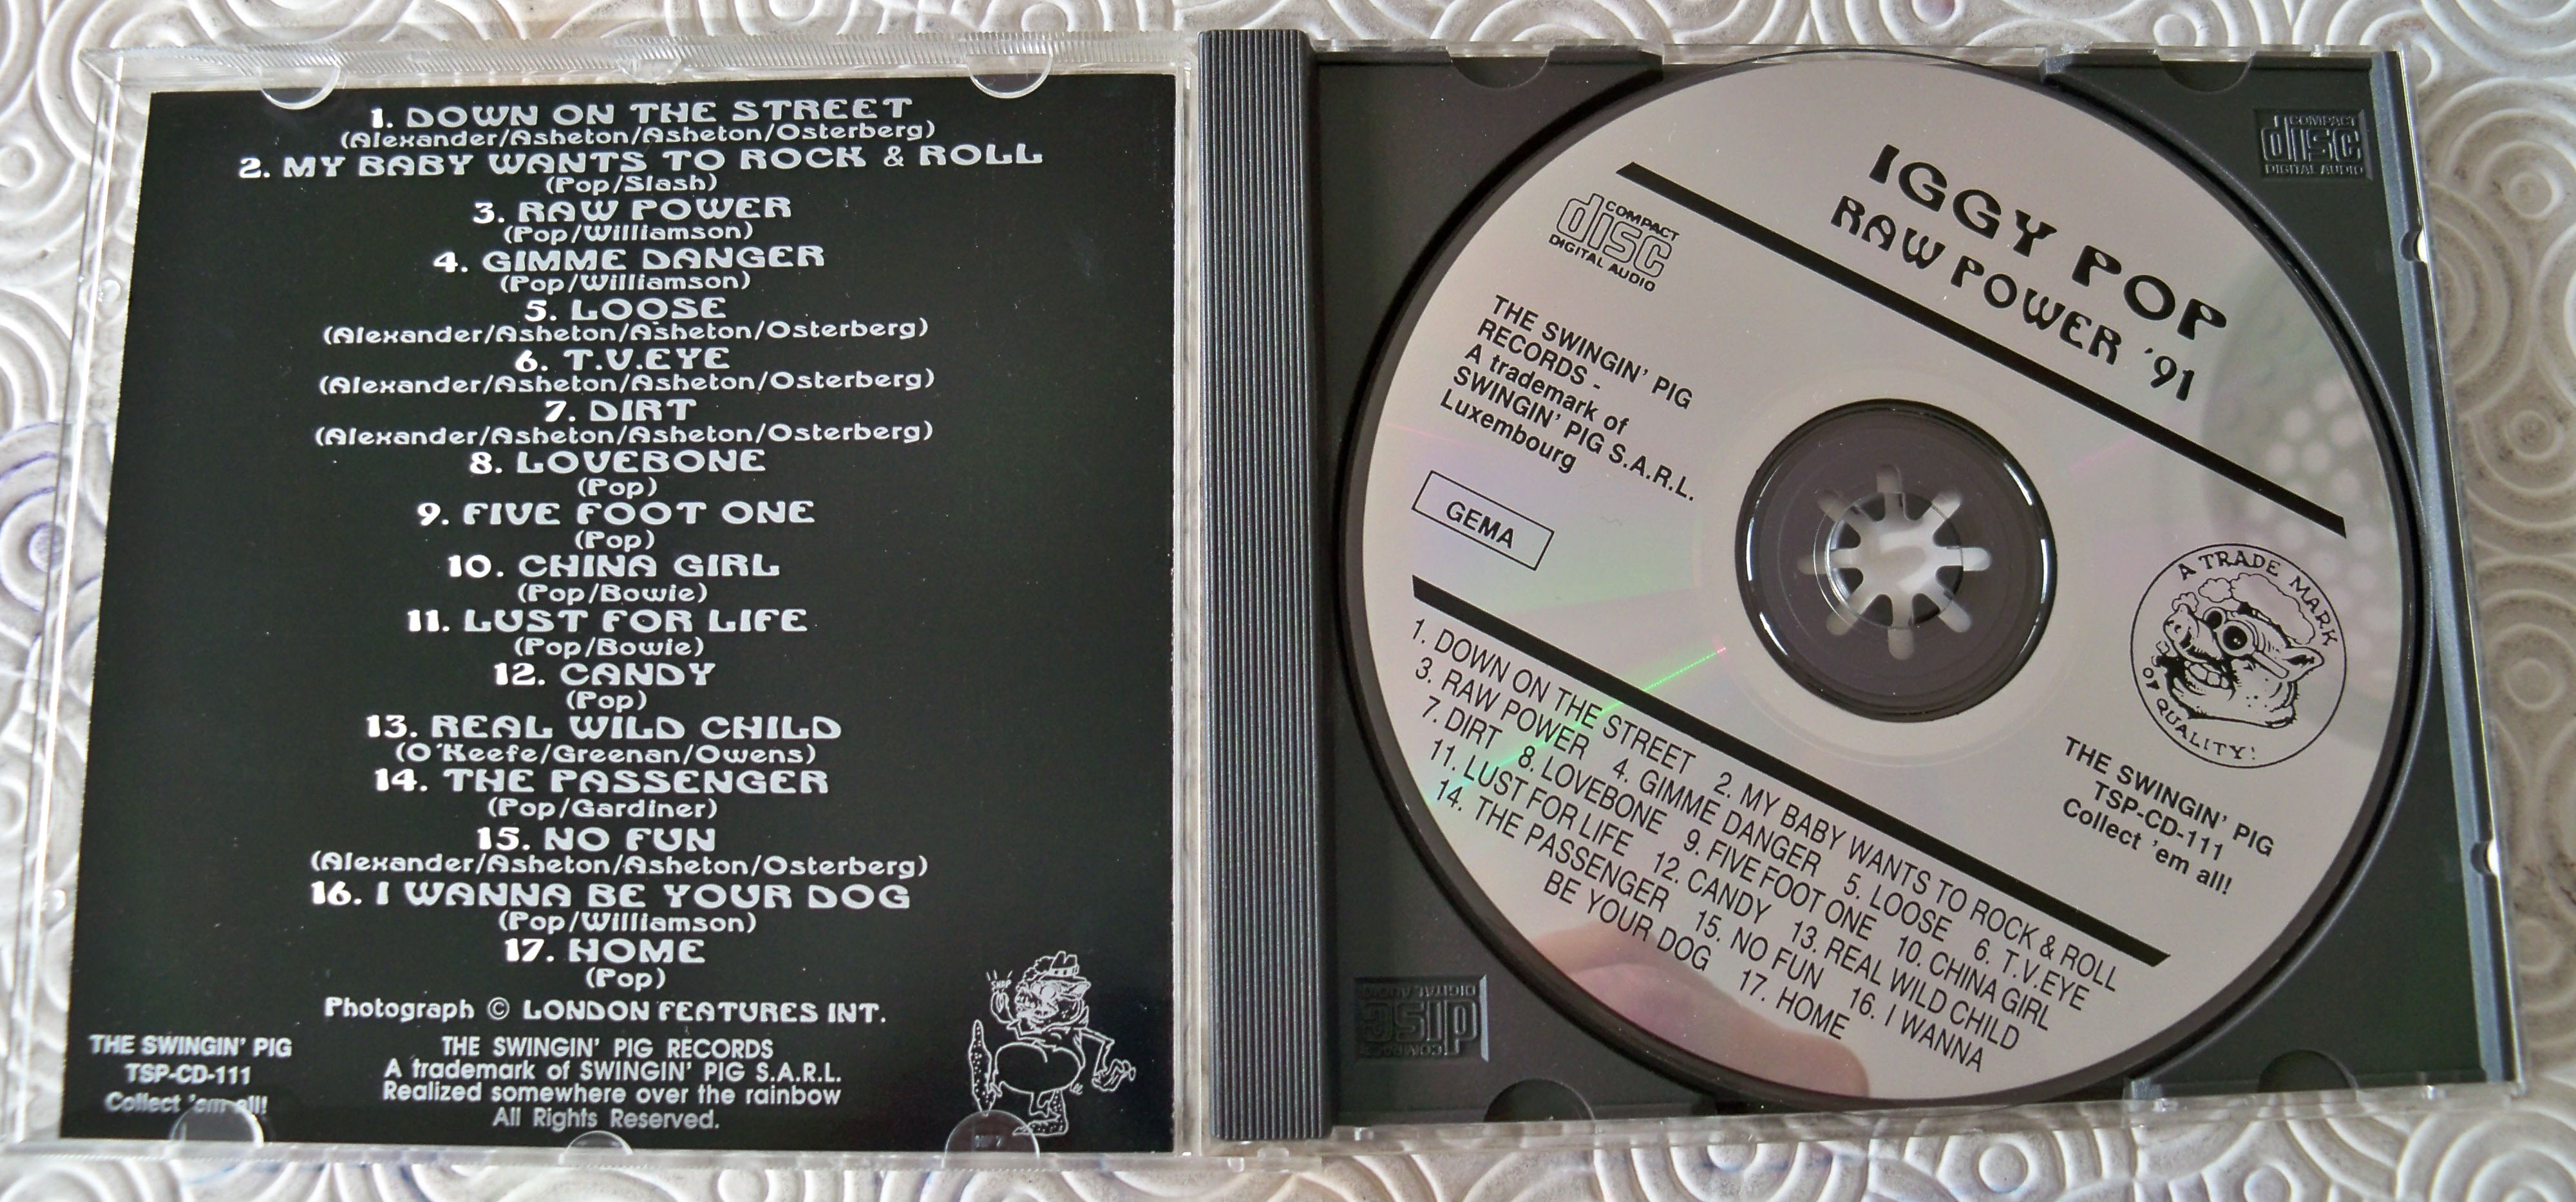 1. DOWN ON THE STREET
(Alexander/Asheton/Asheton/Osterberg)
2. MY BABY WANTS TO ROCK & ROLL
(Pop/Slash)
3. RAW POWER
(Pop/Williamson)
4. GIMME DANGER
(Pop/Williamson)
5. LOOSE
(Alexander/Asheton/Asheton/Osterberg)
6. T.V.EYE
(Alexander/Asheton/Asheton/Osterberg)
7. DIRT
(Alexander/Asheton/Asheton/Osterberg)
8. LOVEBONE
(Pop)
9. FIVE FOOT ONE
(Pop)
10. CHINA GIRL
(Pop/Bowie)
11. LUST FOR LIFE
(Pop/Bowie)
12. CANDY
(Pop)
13. REAL WILD CHILD
(O'Keefe/Greenan/Owens)
14. THE PASSENGER
(Pop/Gardiner)
15. NO FUN
(Alexander/Asheton/Asheton/Osterberg)
16. I WANNA BE YOUR DOG
(Pop/Williamson)
17. HOME
(Pop)
Photograph © LONDON FEATURES INT.
THE SWINGIN' PIG
TSP-CD-111
Collect 'em all!
THE SWINGIN' PIG RECORDS
A trademark of SWINGIN' PIG S.A.R.L.
Realized somewhere over the rainbow
All Rights Reserved.
SNAP
IGGY POP
RAW POWER '91
COMPACT
disc
DIGITAL AUDIO
THE SWINGIN' PIG
RECORDS -
A trademark of
SWINGIN' PIG S.A.R.L.
Luxembourg
GEMA
A TRADE MARK
OF QUALITY!
THE SWINGIN' PIG
TSP-CD-111
Collect 'em all!
1. DOWN ON THE STREET 2. MY BABY WANTS TO ROCK & ROLL
3. RAW POWER 4. GIMME DANGER 5. LOOSE 6. T.V.EYE
7. DIRT 8. LOVEBONE 9. FIVE FOOT ONE 10. CHINA GIRL
11. LUST FOR LIFE 12. CANDY 13. REAL WILD CHILD
14. THE PASSENGER 15. NO FUN 16. I WANNA
BE YOUR DOG 17. HOME
COMPACT
disc
DIGITAL AUDIO
COMPACT
disc
DIGITAL AUDIO